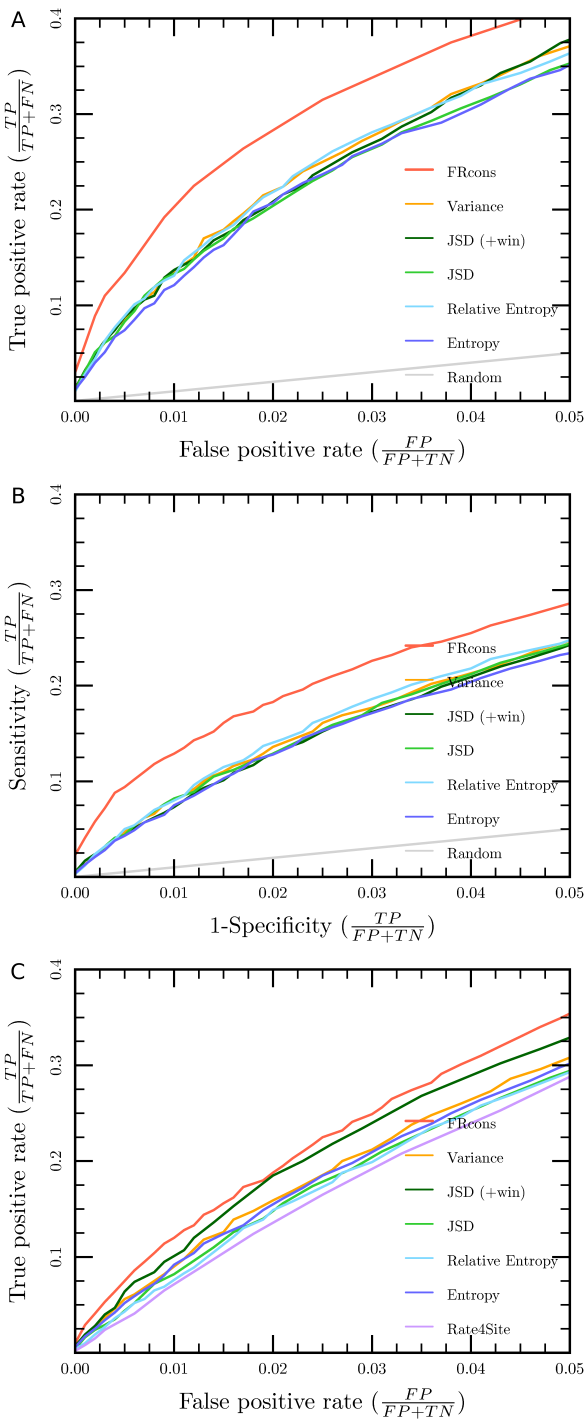 A
0.4
0.3
0.2
0.1
True positive rate (TP/TP+FN)
FRcons
Variance
JSD (+win)
JSD
Relative Entropy
Entropy
Random
0.00 0.01 0.02 0.03 0.04 0.05
False positive rate (FP/FP+TN)
B
0.4
0.3
0.2
0.1
Sensitivity (TP/TP+FN)
FRcons
Variance
JSD (+win)
JSD
Relative Entropy
Entropy
Random
0.00 0.01 0.02 0.03 0.04 0.05
1-Specificity (TP/FP+TN)
C
0.4
0.3
0.2
0.1
True positive rate (TP/TP+FN)
FRcons
Variance
JSD (+win)
JSD
Relative Entropy
Entropy
Rate4Site
0.00 0.01 0.02 0.03 0.04 0.05
False positive rate (FP/FP+TN)